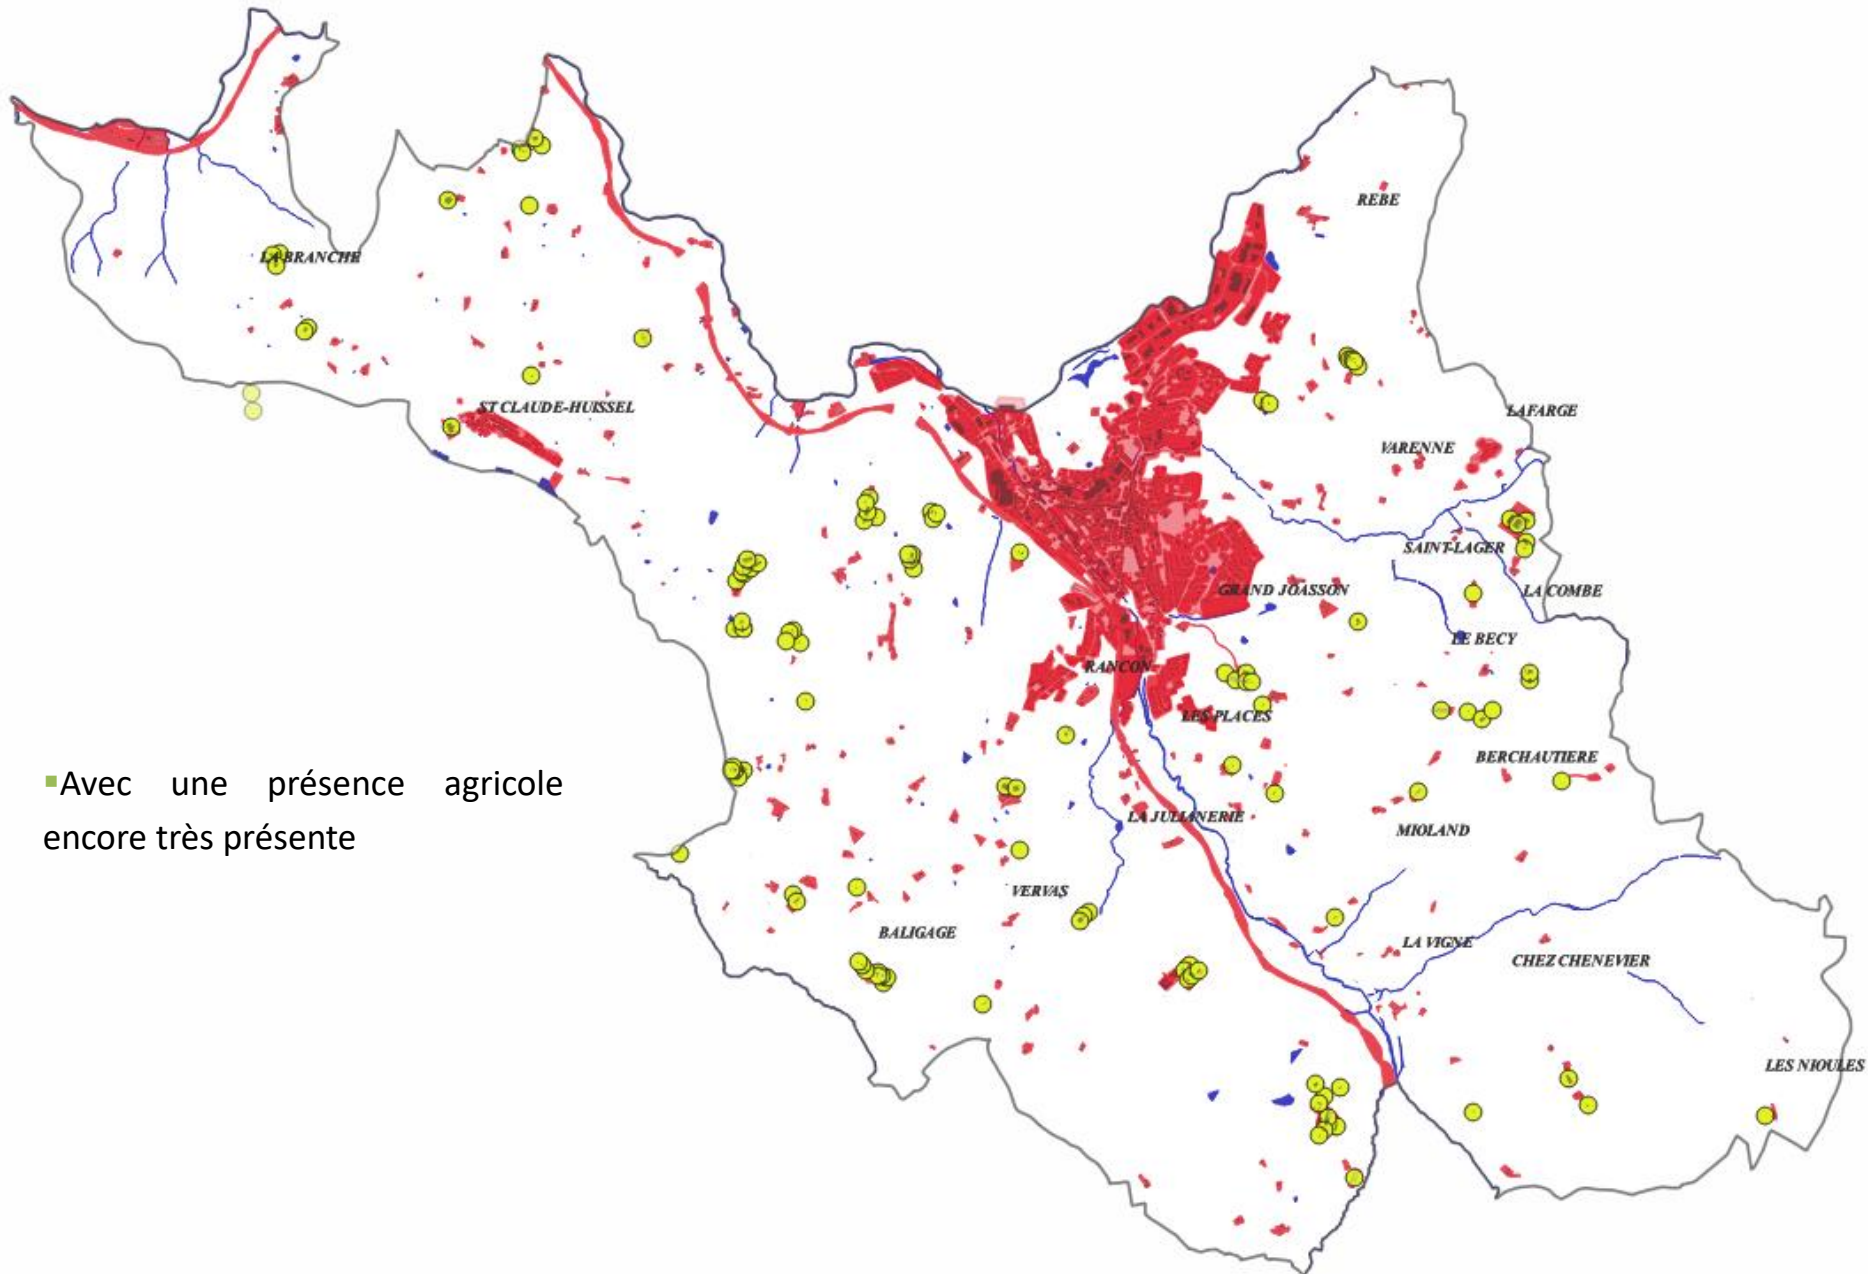 REBE
LA BRANCHE
ST CLAUDE-HUISSEL
LAFARGE
VARENNE
SAINT-LAGER
GRAND JOASSON
LA COMBE
LE BECY
RANCON
LES PLACES
BERCHAUTIERE
▪Avec une présence agricole
encore très présente
LA JULIANERIE
MIOLAND
VERVAS
BALIGAGE
LA VIGNE
CHEZ CHENEVIER
LES NIOULES